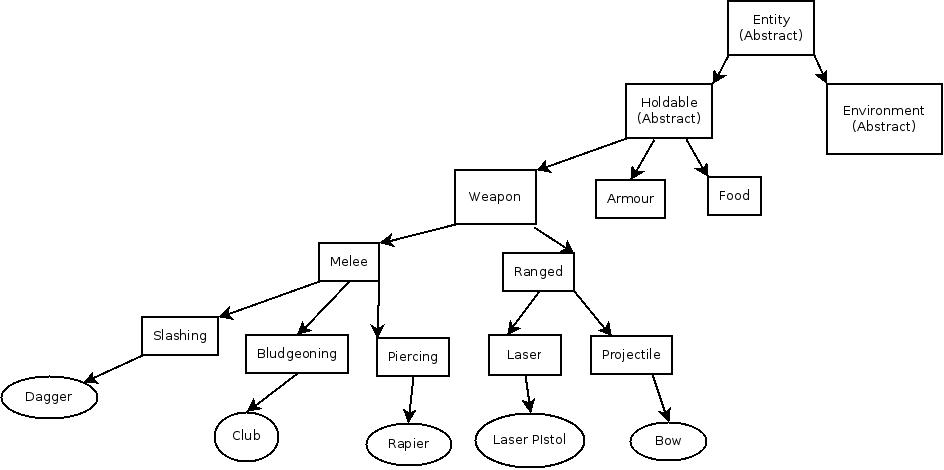 Entity
(Abstract)
Holdable
(Abstract)
Environment
(Abstract)
Weapon
Armour
Food
Melee
Ranged
Slashing
Bludgeoning
Piercing
Laser
Projectile
Dagger
Club
Rapier
Laser PIstol
Bow